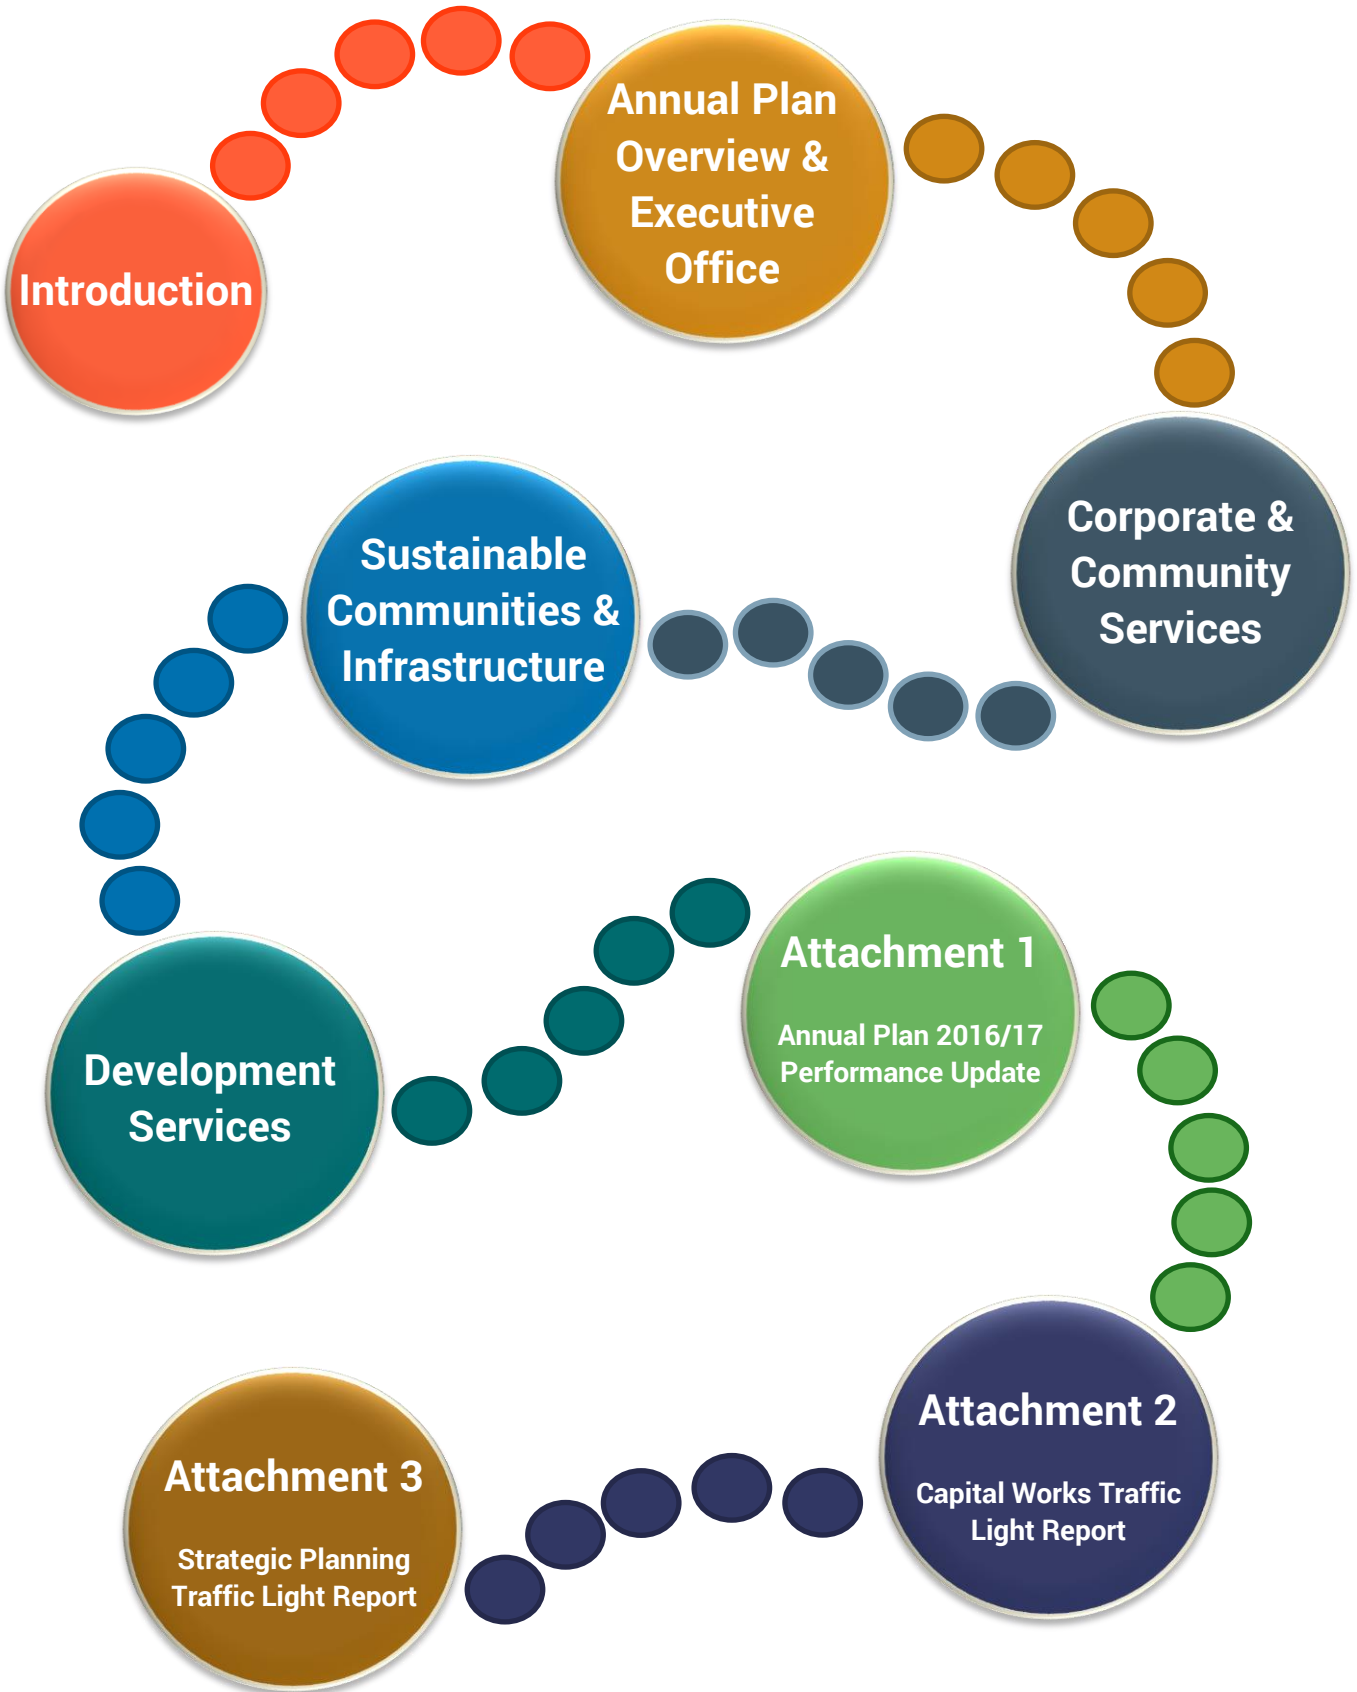 Introduction
Annual Plan
Overview &
Executive
Office
Corporate &
Community
Services
Sustainable
Communities &
Infrastructure
Development
Services
Attachment 1
Annual Plan 2016/17
Performance Update
Attachment 2
Capital Works Traffic
Light Report
Attachment 3
Strategic Planning
Traffic Light Report